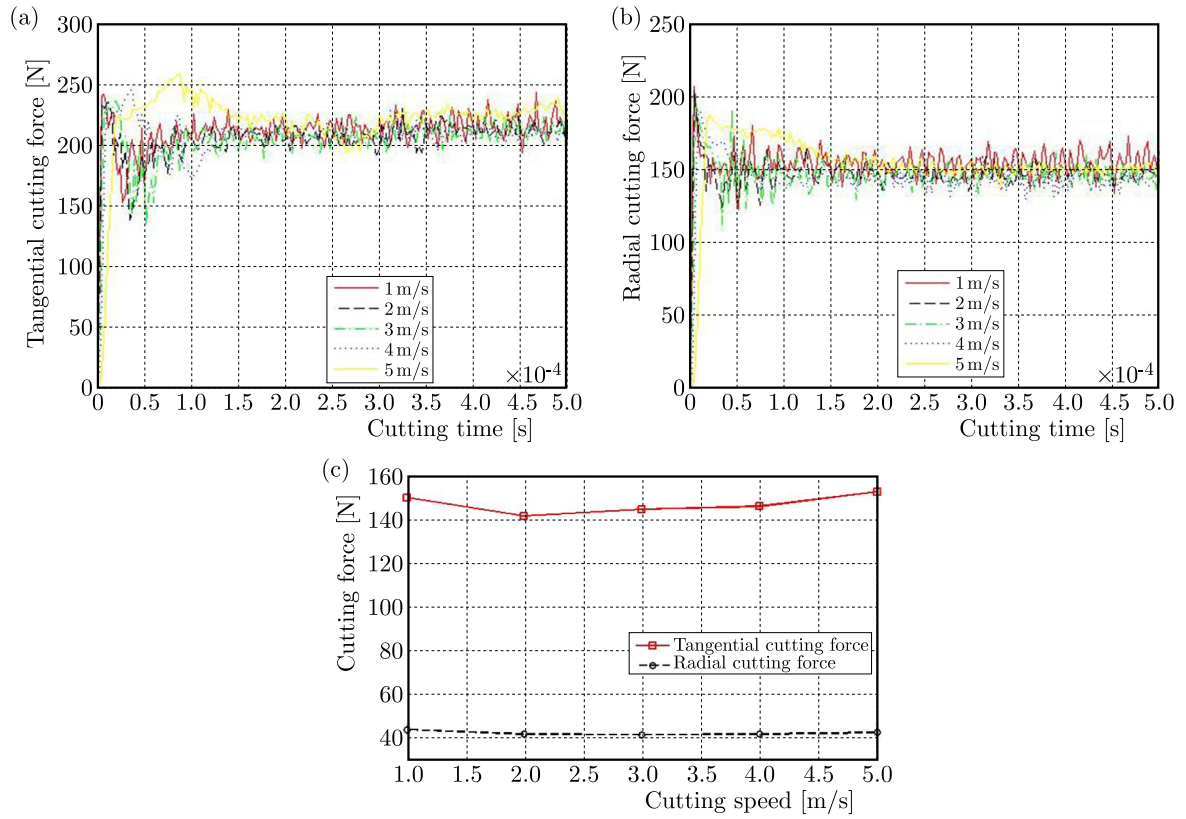 (a)
Tangential cutting force [N]
300
250
200
150
100
50
0
1 m/s
2 m/s
3 m/s
4 m/s
5 m/s
×10-4
0 0.5 1.0 1.5 2.0 2.5 3.0 3.5 4.0 4.5 5.0
Cutting time [s]
(b)
Radial cutting force [N]
250
200
150
100
50
0
1 m/s
2 m/s
3 m/s
4 m/s
5 m/s
×10-4
0 0.5 1.0 1.5 2.0 2.5 3.0 3.5 4.0 4.5 5.0
Cutting time [s]
(c)
Cutting force [N]
160
140
120
100
80
60
40
Tangential cutting force
Radial cutting force
1.0 1.5 2.0 2.5 3.0 3.5 4.0 4.5 5.0
Cutting speed [m/s]